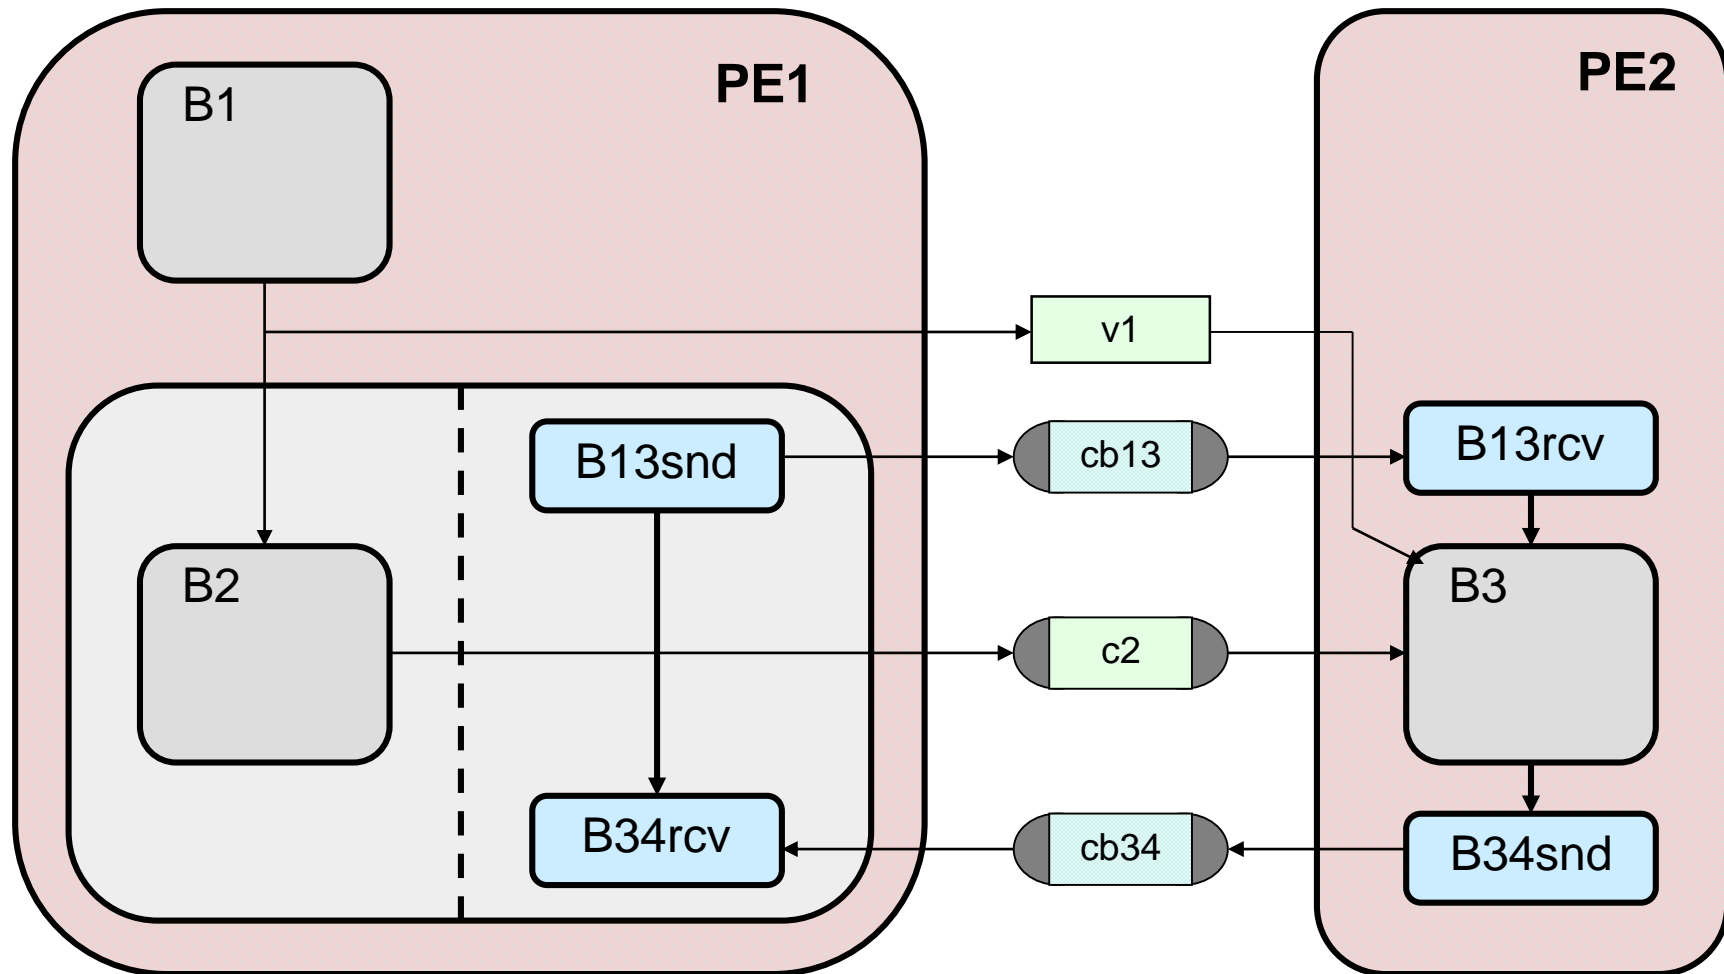 PE1
PE2
B1
v1
B13snd
cb13
B13rcv
B2
c2
B3
B34rcv
cb34
B34snd